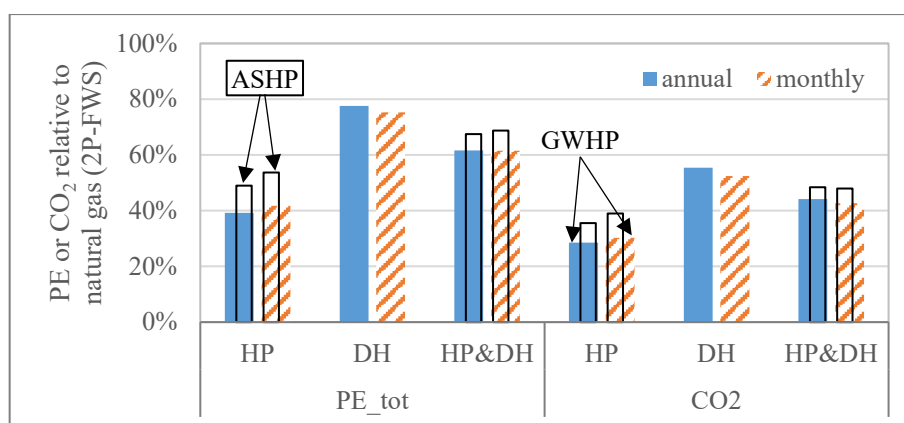 PE or CO₂ relative to
natural gas (2P-FWS)
100%
80%
60%
40%
20%
0%
ASHP
GWHP
annual
monthly
HP
DH
HP&DH
HP
DH
HP&DH
PE_tot
CO2